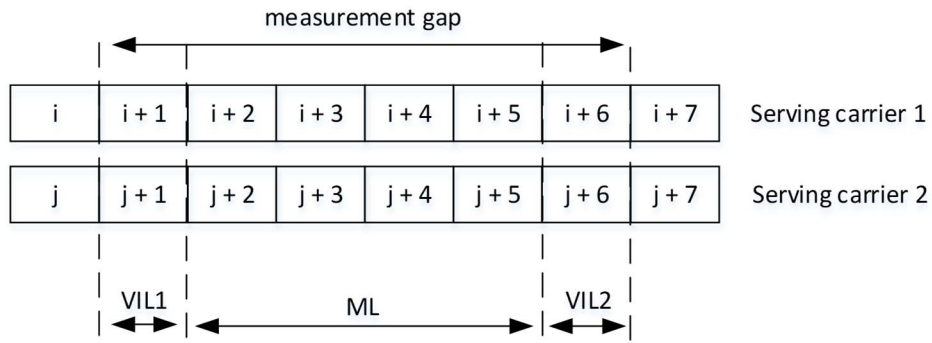 measurement gap
i i + 1 i + 2 i + 3 i + 4 i + 5 i + 6 i + 7 Serving carrier 1
j j + 1 j + 2 j + 3 j + 4 j + 5 j + 6 j + 7 Serving carrier 2
VIL1 ML VIL2